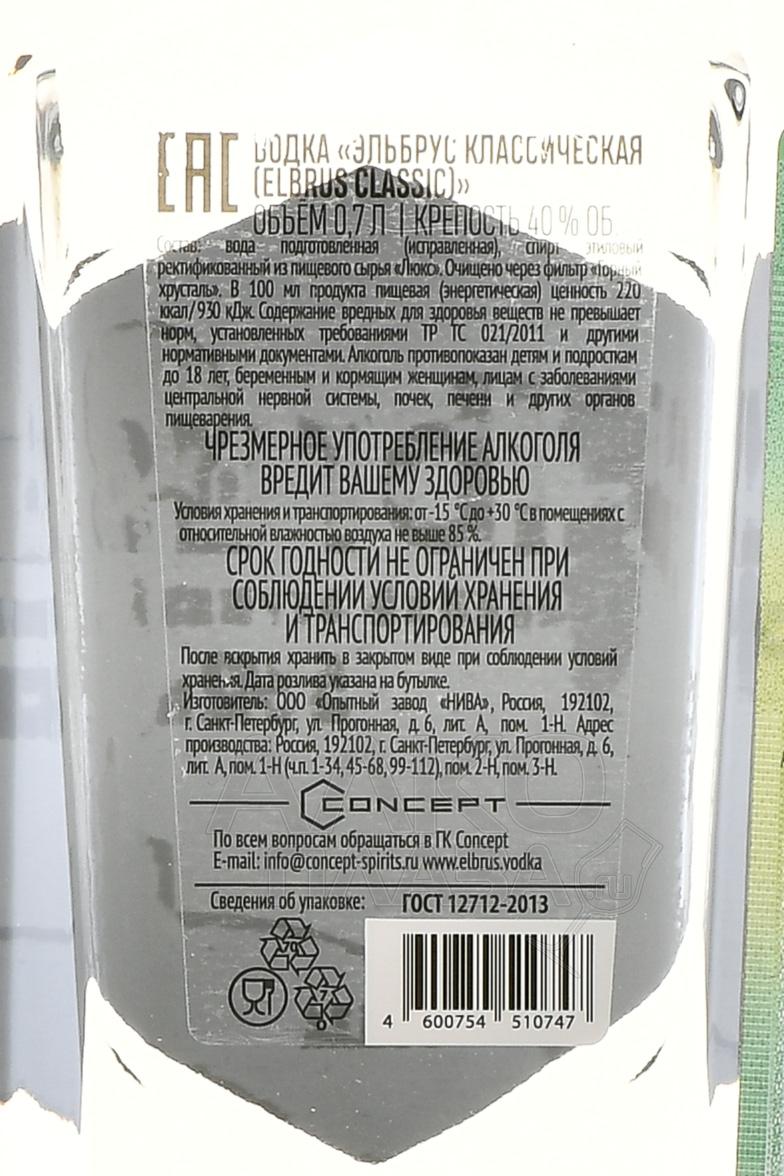 EAC
ВОДКА «ЭЛЬБРУС КЛАССИЧЕСКАЯ
(ELBRUS CLASSIC)»
ОБЪЁМ 0,7 Л | КРЕПОСТЬ 40 % ОБ.
Состав: вода подготовленная (исправленная), спирт этиловый
ректификованный из пищевого сырья «Люкс». Очищено через фильтр «Горный
хрусталь». В 100 мл продукта пищевая (энергетическая) ценность 220
ккал/930 кДж. Содержание вредных для здоровья веществ не превышает
норм, установленных требованиями ТР ТС 021/2011 и другими
нормативными документами. Алкоголь противопоказан детям и подросткам
до 18 лет, беременным и кормящим женщинам, лицам с заболеваниями
центральной нервной системы, почек, печени и других органов
пищеварения.
ЧРЕЗМЕРНОЕ УПОТРЕБЛЕНИЕ АЛКОГОЛЯ
ВРЕДИТ ВАШЕМУ ЗДОРОВЬЮ
Условия хранения и транспортирования: от -15 °С до +30 °С в помещениях с
относительной влажностью воздуха не выше 85 %.
СРОК ГОДНОСТИ НЕ ОГРАНИЧЕН ПРИ
СОБЛЮДЕНИИ УСЛОВИЙ ХРАНЕНИЯ
И ТРАНСПОРТИРОВАНИЯ
После вскрытия хранить в закрытом виде при соблюдении условий
хранения. Дата розлива указана на бутылке.
Изготовитель: ООО «Опытный завод «НИВА», Россия, 192102,
г. Санкт-Петербург, ул. Прогонная, д. 6, лит. А, пом. 1-Н. Адрес
производства: Россия, 192102, г. Санкт-Петербург, ул. Прогонная, д. 6,
лит. А, пом. 1-Н (ч.п. 1-34, 45-68, 99-112), пом. 2-Н, пом. 3-Н.
CONCEPT
По всем вопросам обращаться в ГК Concept
E-mail: info@concept-spirits.ru www.elbrus.vodka
Сведения об упаковке: ГОСТ 12712-2013
70
7
4 600754 510747
АЛКО
ПЛАЗА
.ru